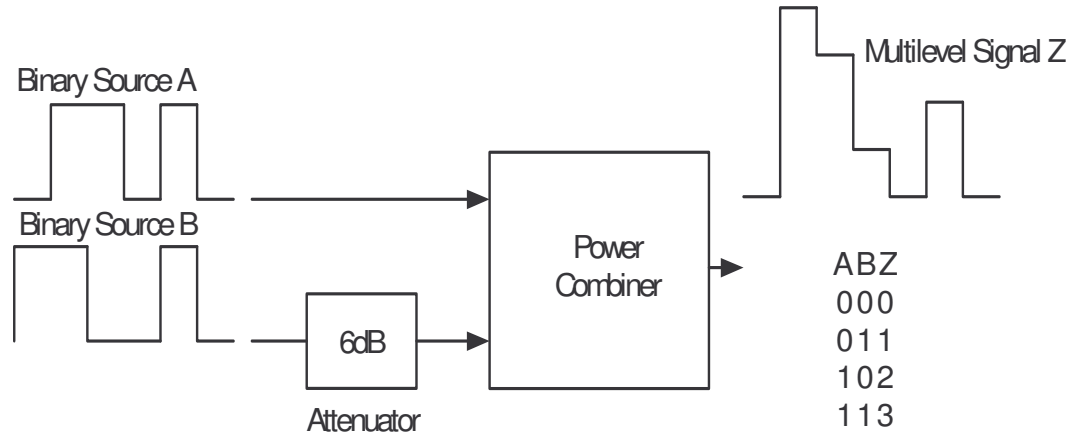 Binary Source A
Binary Source B
6dB
Attenuator
Power
Combiner
Multilevel Signal Z
ABZ
000
011
102
113